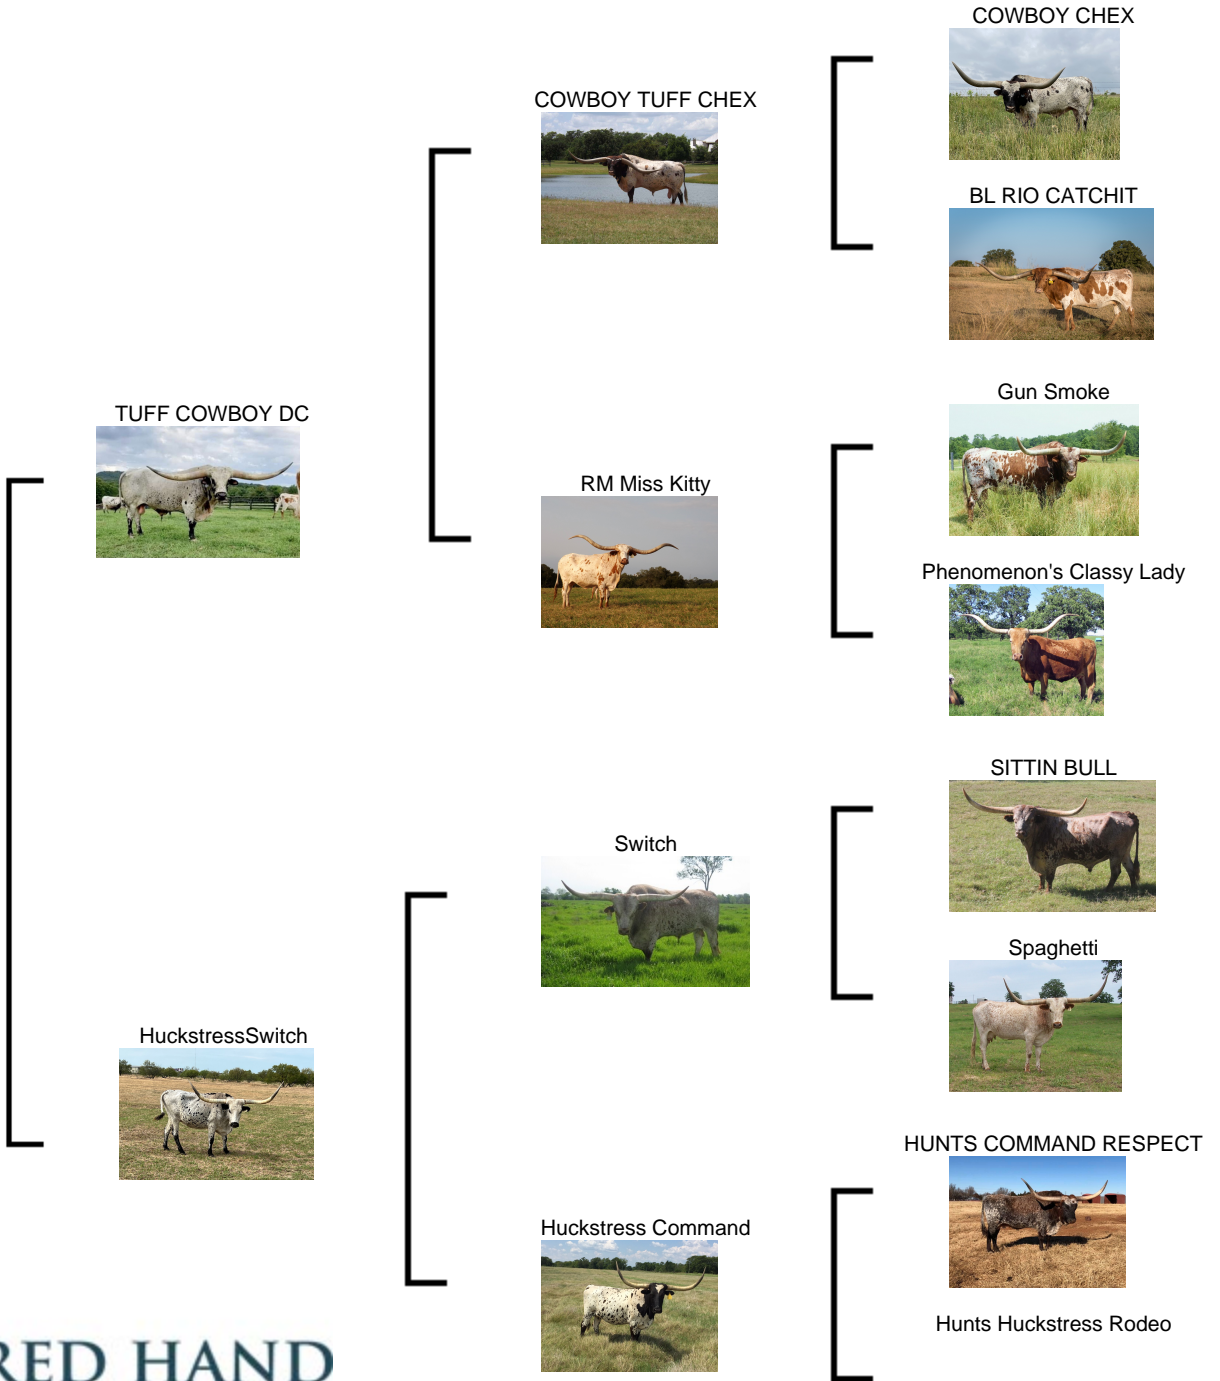 COWBOY CHEX
COWBOY TUFF CHEX
BL RIO CATCHIT
TUFF COWBOY DC
Gun Smoke
RM Miss Kitty
Phenomenon's Classy Lady
SITTIN BULL
Switch
Spaghetti
HuckstressSwitch
HUNTS COMMAND RESPECT
Huckstress Command
Hunts Huckstress Rodeo
RED HAND